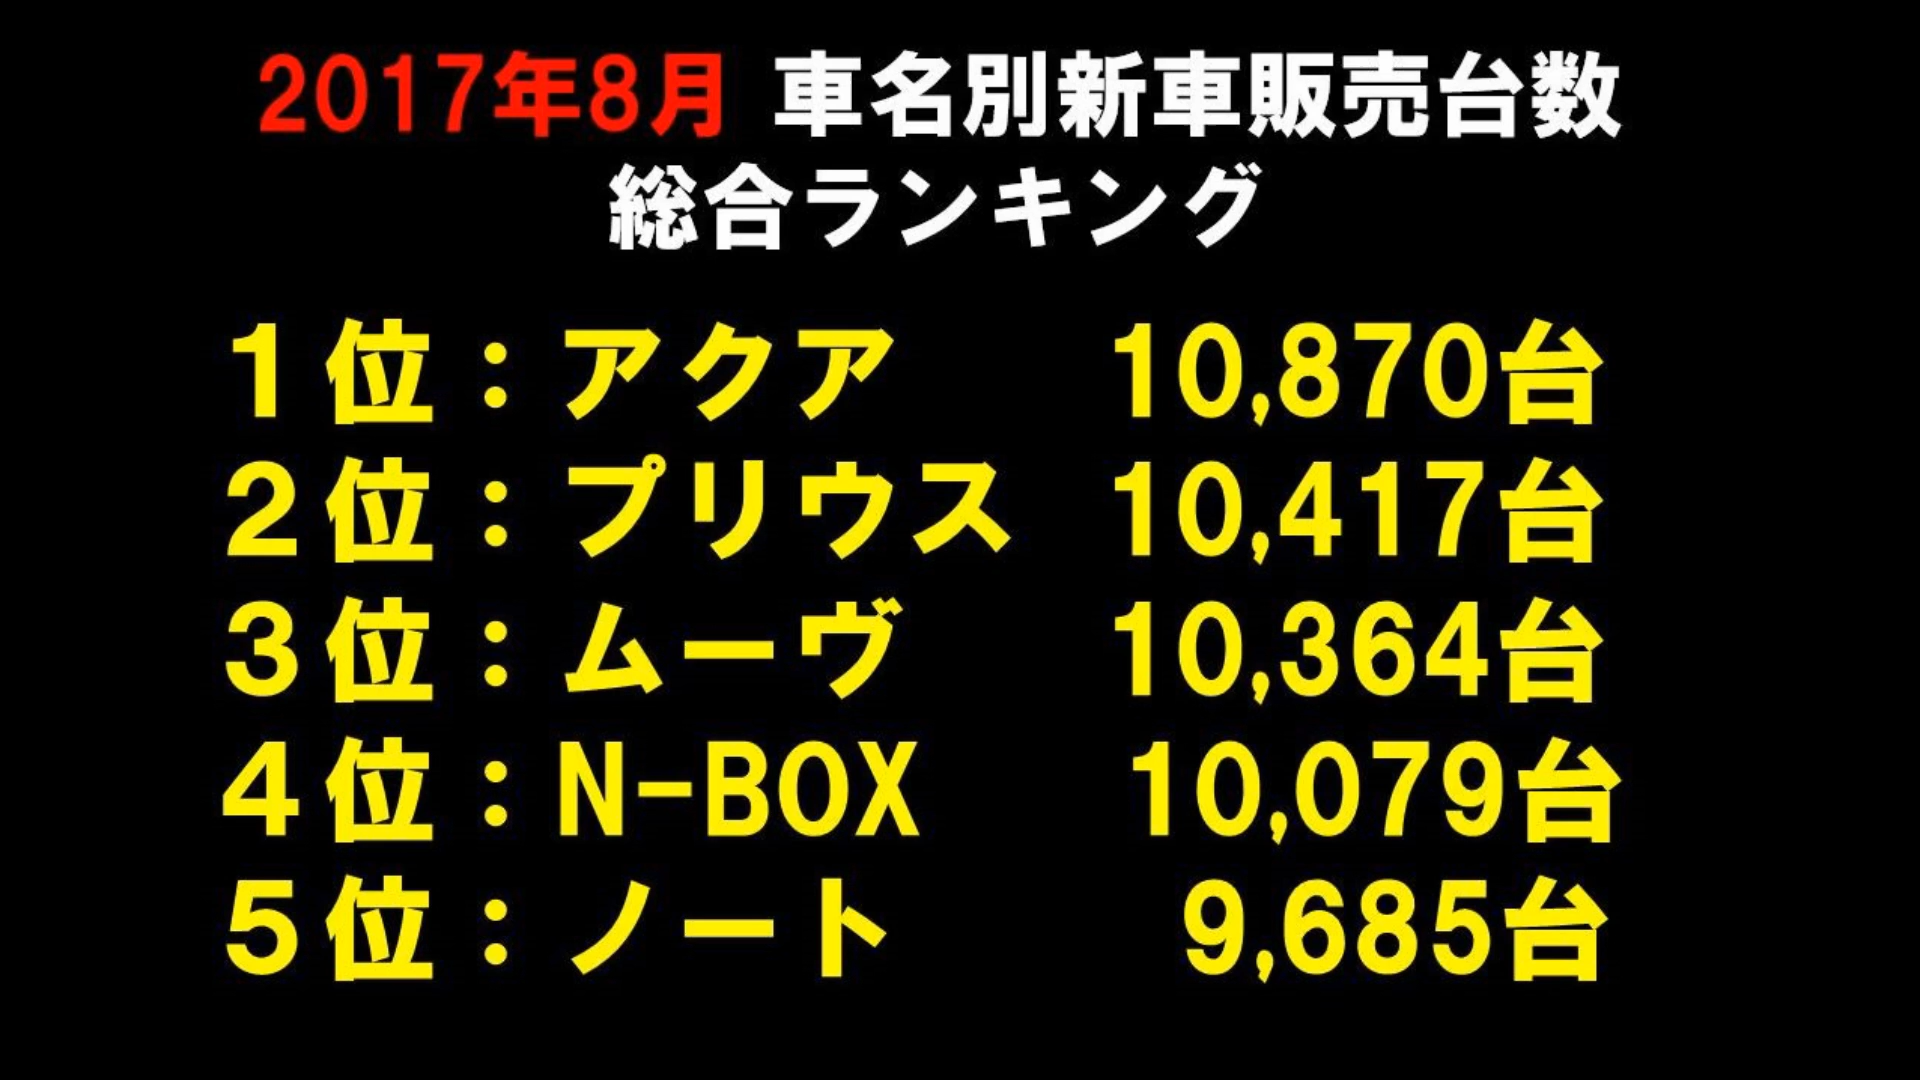 2017年8月 車名別新車販売台数
総合ランキング
1位：アクア 10,870台
2位：プリウス 10,417台
3位：ムーヴ 10,364台
4位：N-BOX 10,079台
5位：ノート 9,685台